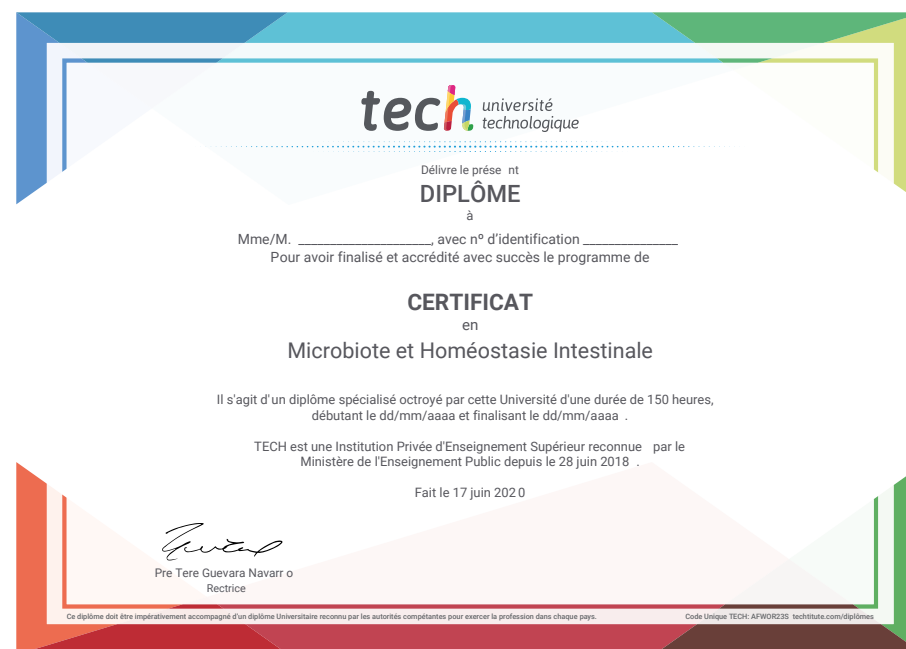 tech université
technologique
Délivre le prése nt
DIPLÔME
à
Mme/M. _____________________, avec nº d'identification _______________
Pour avoir finalisé et accrédité avec succès le programme de
CERTIFICAT
en
Microbiote et Homéostasie Intestinale
Il s'agit d'un diplôme spécialisé octroyé par cette Université d'une durée de 150 heures,
débutant le dd/mm/aaaa et finalisant le dd/mm/aaaa .
TECH est une Institution Privée d'Enseignement Supérieur reconnue par le
Ministère de l'Enseignement Public depuis le 28 juin 2018 .
Fait le 17 juin 2020
Pre Tere Guevara Navarr o
Rectrice
Ce diplôme doit être impérativement accompagné d'un diplôme Universitaire reconnu par les autorités compétantes pour exercer la profession dans chaque pays.
Code Unique TECH: AFWOR23S techtitute.com/diplômes